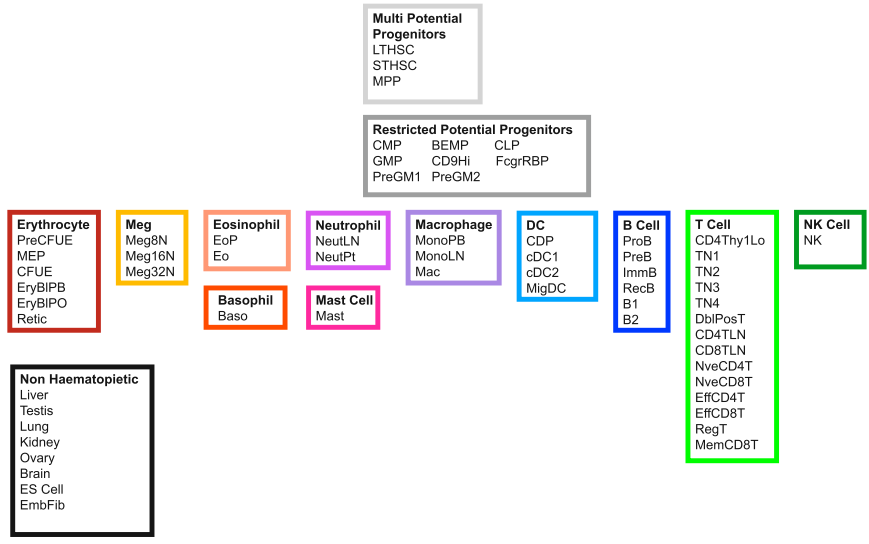 Multi Potential
Progenitors
LTHSC
STHSC
MPP
Restricted Potential Progenitors
CMP BEMP CLP
GMP CD9Hi FcgrRBP
PreGM1 PreGM2
Erythrocyte
PreCFUE
MEP
CFUE
EryBlPB
EryBlPO
Retic
Meg
Meg8N
Meg16N
Meg32N
Eosinophil
EoP
Eo
Basophil
Baso
Neutrophil
NeutLN
NeutPt
Mast Cell
Mast
Macrophage
MonoPB
MonoLN
Mac
DC
CDP
cDC1
cDC2
MigDC
B Cell
ProB
PreB
ImmB
RecB
B1
B2
T Cell
CD4Thy1Lo
TN1
TN2
TN3
TN4
DblPosT
CD4TLN
CD8TLN
NveCD4T
NveCD8T
EffCD4T
EffCD8T
RegT
MemCD8T
NK Cell
NK
Non Haematopietic
Liver
Testis
Lung
Kidney
Ovary
Brain
ES Cell
EmbFib